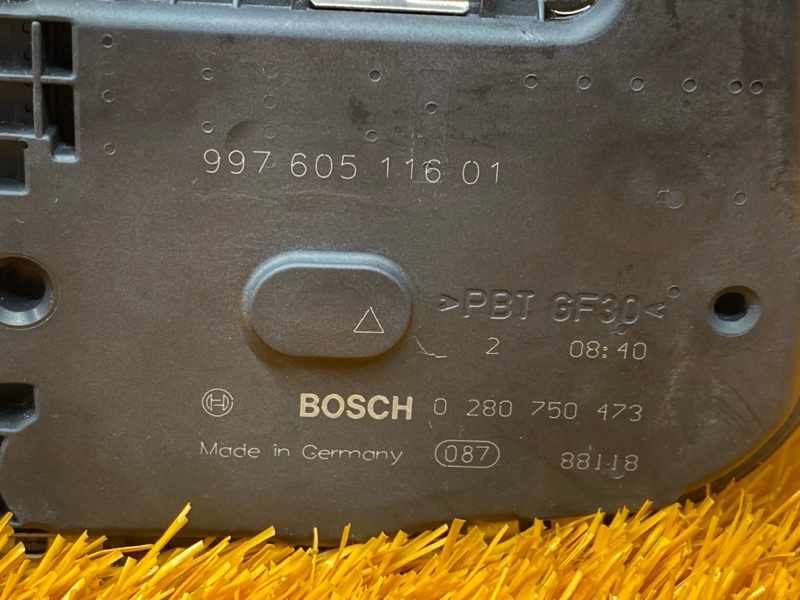 997 605 116 01
>PBT GF30<
2 08:40
BOSCH 0 280 750 473
Made in Germany 087 88118